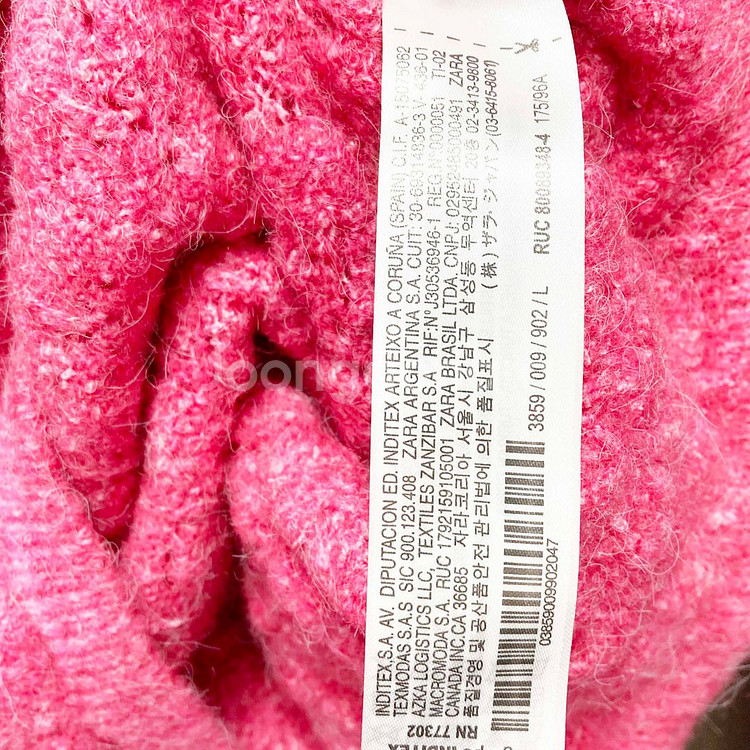 INDITEX.S.A. AV. DIPUTACION ED. INDITEX ARTEIXO A CORUÑA (SPAIN) C.I.F. A-15075062
TEXMODAS S.A.S SIC 900.123.408 ZARA ARGENTINA S.A. CUIT: 30-69314836-3 V- 436-01
AZKA LOGISTICS LLC, TEXTILES ZANZIBAR S.A RIF:Nº J30536946-1 REG.Nº0000051 TI-02
MACROMODA S.A. RUC 1792159105001 ZARA BRASIL LTDA. CNPJ: 02952485000491 ZARA
CANADA INC.CA 36685 자라코리아 서울시 강남구 삼성동 무역센터 20층 02-3413-9800
품질경영 및 공산품안전 관리법에 의한 품질표시 (株) ザラ・ジャパン (03-6415-8061)
RN 77302
INDITEX
RUC 80089348-4 175/96A
3859 / 009 / 902 / L
03859009902047